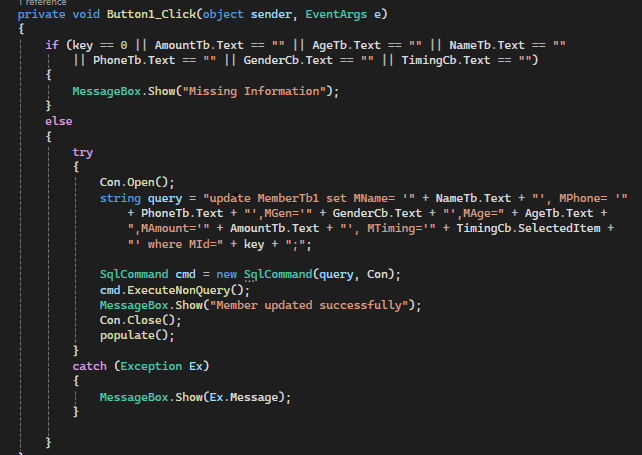 1 reference
private void Button1_Click(object sender, EventArgs e)
{
if (key == 0 || AmountTb.Text == "" || AgeTb.Text == "" || NameTb.Text == ""
|| PhoneTb.Text == "" || GenderCb.Text == "" || TimingCb.Text == "")
{
MessageBox.Show("Missing Information");
}
else
{
try
{
Con.Open();
string query = "update MemberTb1 set MName= '" + NameTb.Text + "', MPhone= '"
+ PhoneTb.Text + "',MGen='" + GenderCb.Text + "',MAge=" + AgeTb.Text +
",MAmount='" + AmountTb.Text + "', MTiming='" + TimingCb.SelectedItem +
"' where MId=" + key + ";";
SqlCommand cmd = new SqlCommand(query, Con);
cmd.ExecuteNonQuery();
MessageBox.Show("Member updated successfully");
Con.Close();
populate();
}
catch (Exception Ex)
{
MessageBox.Show(Ex.Message);
}
}